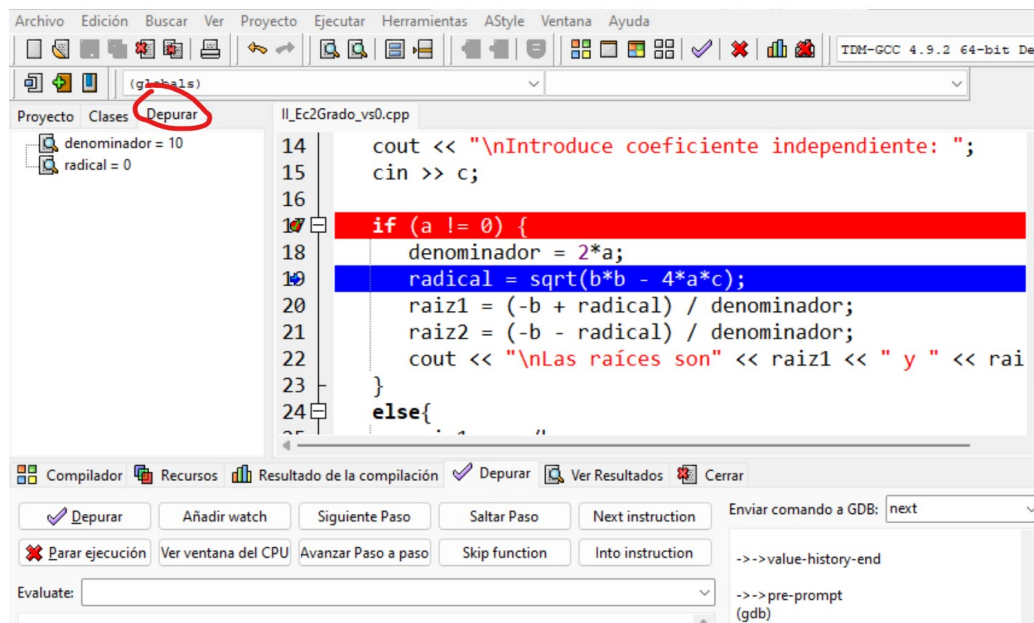 Archivo Edición Buscar Ver Proyecto Ejecutar Herramientas AStyle Ventana Ayuda
TDM-GCC 4.9.2 64-bit De
(globals)
Proyecto Clases Depurar
denominador = 10
radical = 0
II_Ec2Grado_vs0.cpp
14 cout << "\nIntroduce coeficiente independiente: ";
15 cin >> c;
16
17 if (a != 0) {
18 denominador = 2*a;
19 radical = sqrt(b*b - 4*a*c);
20 raiz1 = (-b + radical) / denominador;
21 raiz2 = (-b - radical) / denominador;
22 cout << "\nLas raíces son" << raiz1 << " y " << rai
23 }
24 else{
Compilador Recursos Resultado de la compilación Depurar Ver Resultados Cerrar
Depurar Añadir watch Siguiente Paso Saltar Paso Next instruction
Parar ejecución Ver ventana del CPU Avanzar Paso a paso Skip function Into instruction
Evaluate:
Enviar comando a GDB: next
->->value-history-end
->->pre-prompt
(gdb)